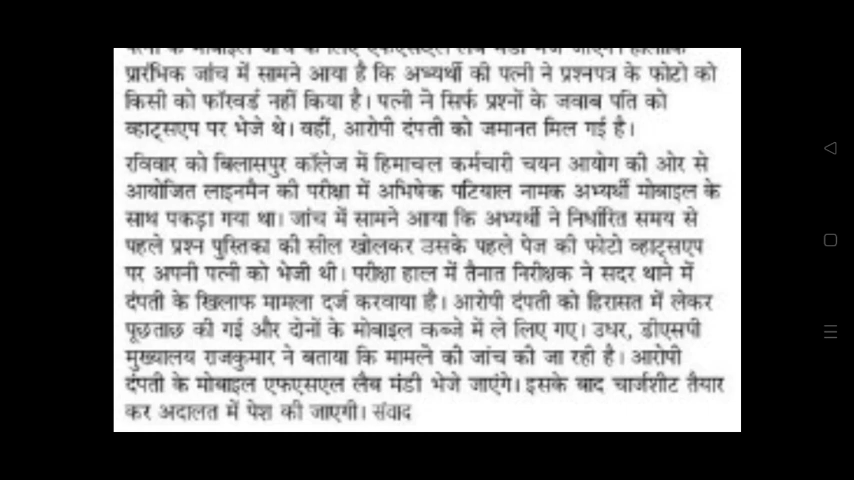 पत्नी के मोबाइल जांच के लिए एफएसएल लैब मंडी भेजे जाएंगे। हालांकि
प्रारंभिक जांच में सामने आया है कि अभ्यर्थी की पत्नी ने प्रश्नपत्र के फोटो को
किसी को फॉरवर्ड नहीं किया है। पत्नी ने सिर्फ प्रश्नों के जवाब पति को
व्हाट्सएप पर भेजे थे। वहीं, आरोपी दंपती को जमानत मिल गई है।
रविवार को बिलासपुर कॉलेज में हिमाचल कर्मचारी चयन आयोग की ओर से
आयोजित लाइनमैन की परीक्षा में अभिषेक पटियाल नामक अभ्यर्थी मोबाइल के
साथ पकड़ा गया था। जांच में सामने आया कि अभ्यर्थी ने निर्धारित समय से
पहले प्रश्न पुस्तिका की सील खोलकर उसके पहले पेज की फोटो व्हाट्सएप
पर अपनी पत्नी को भेजी थी। परीक्षा हाल में तैनात निरीक्षक ने सदर थाने में
दंपती के खिलाफ मामला दर्ज करवाया है। आरोपी दंपती को हिरासत में लेकर
पूछताछ की गई और दोनों के मोबाइल कब्जे में ले लिए गए। उधर, डीएसपी
मुख्यालय राजकुमार ने बताया कि मामले की जांच की जा रही है। आरोपी
दंपती के मोबाइल एफएसएल लैब मंडी भेजे जाएंगे। इसके बाद चार्जशीट तैयार
कर अदालत में पेश की जाएगी। संवाद